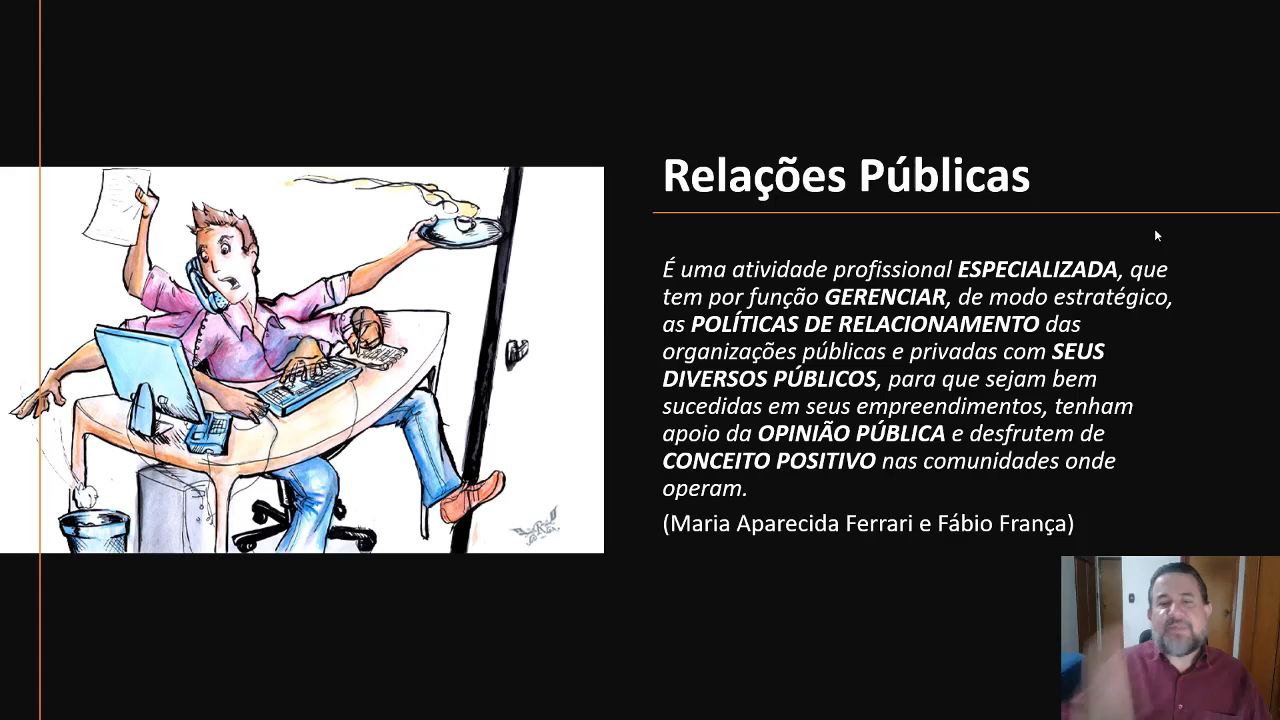 Relações Públicas
É uma atividade profissional ESPECIALIZADA, que
tem por função GERENCIAR, de modo estratégico,
as POLÍTICAS DE RELACIONAMENTO das
organizações públicas e privadas com SEUS
DIVERSOS PÚBLICOS, para que sejam bem
sucedidas em seus empreendimentos, tenham
apoio da OPINIÃO PÚBLICA e desfrutem de
CONCEITO POSITIVO nas comunidades onde
operam.
(Maria Aparecida Ferrari e Fábio França)